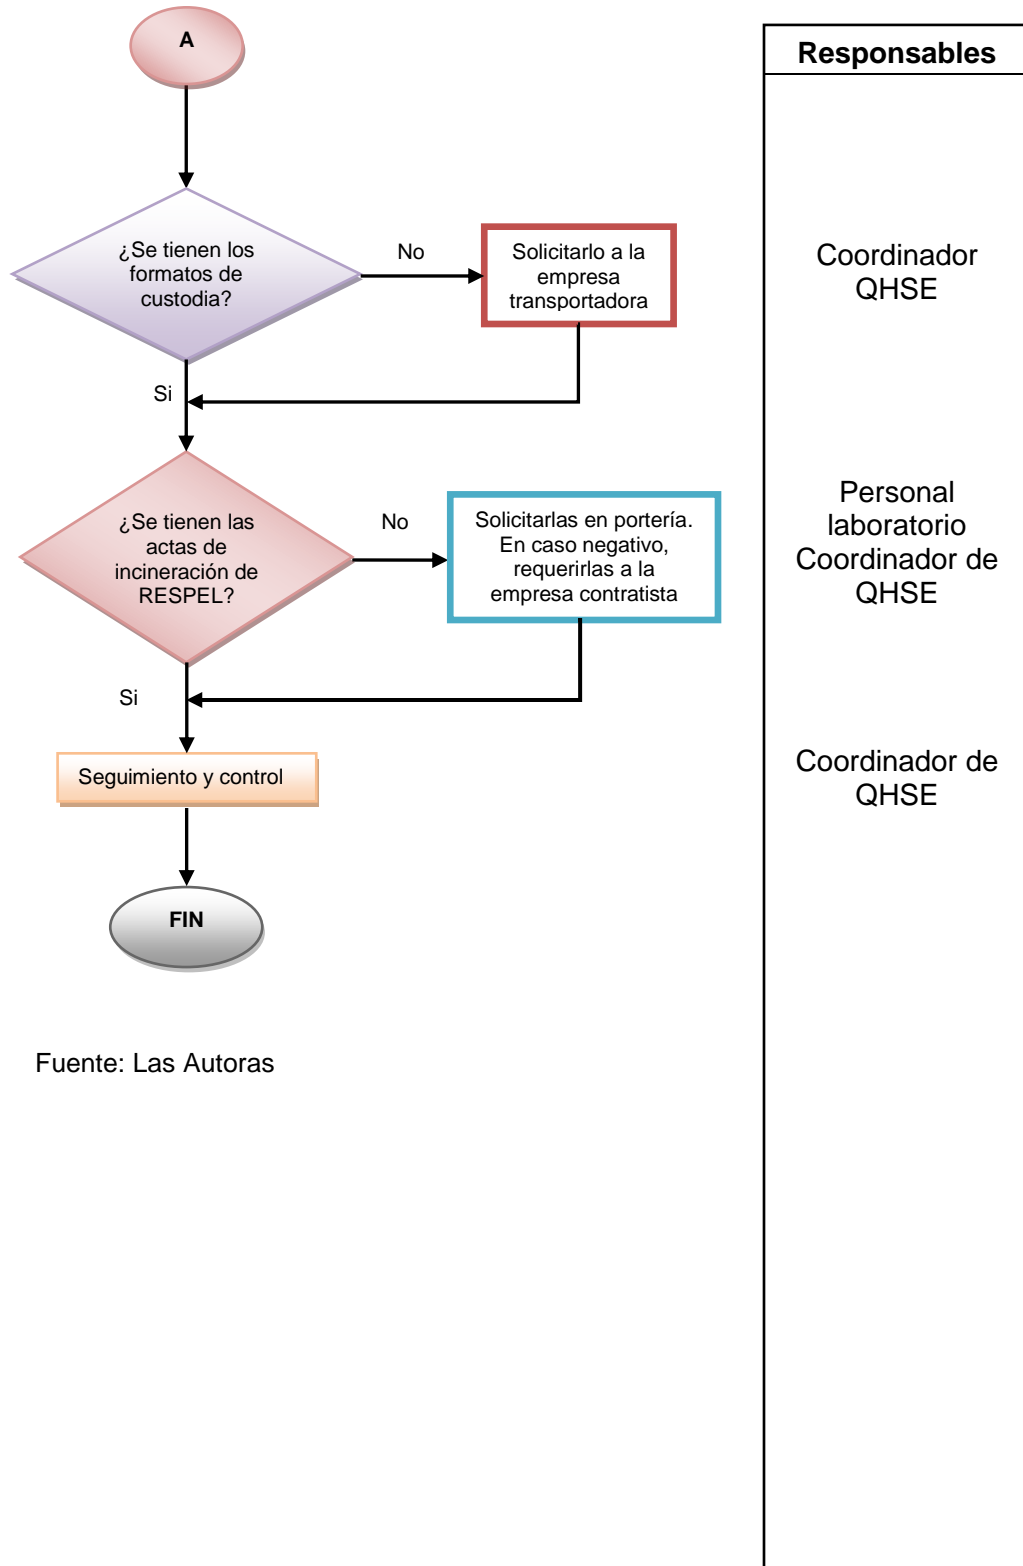 A
Responsables
¿Se tienen los
formatos de
custodia?
No
Solicitarlo a la
empresa
transportadora
Coordinador
QHSE
Si
¿Se tienen las
actas de
incineración de
RESPEL?
No
Solicitarlas en portería.
En caso negativo,
requerirlas a la
empresa contratista
Personal
laboratorio
Coordinador de
QHSE
Si
Seguimiento y control
Coordinador de
QHSE
FIN
Fuente: Las Autoras